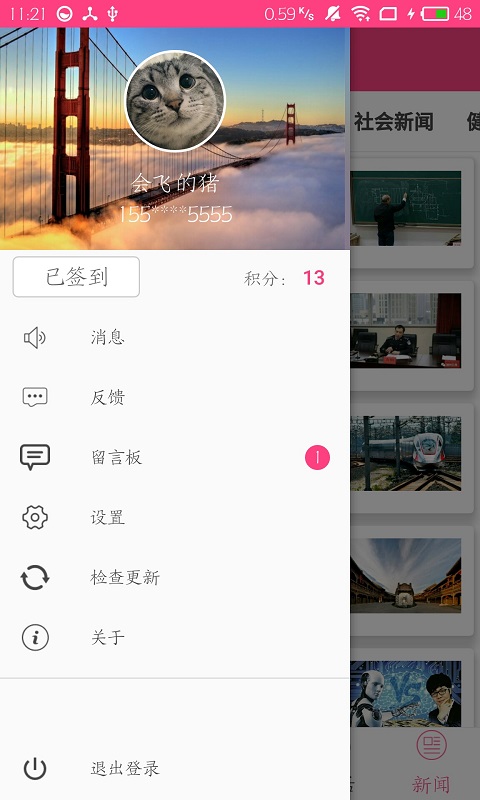 11:21 0.59 K/s 48
社会新闻
会飞的猪
155****5555
已签到 积分： 13
消息
反馈
留言板 1
设置
检查更新
关于
退出登录
新闻
VS